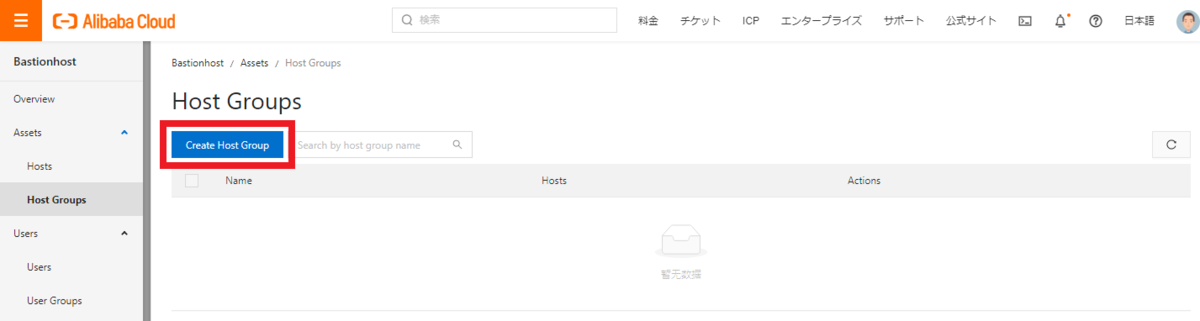 Alibaba Cloud
検索
料金 チケット ICP エンタープライズ サポート 公式サイト 日本語
Bastionhost
Overview
Assets
Hosts
Host Groups
Users
Users
User Groups
Bastionhost / Assets / Host Groups
Host Groups
Create Host Group
Search by host group name
Name Hosts Actions
暂无数据